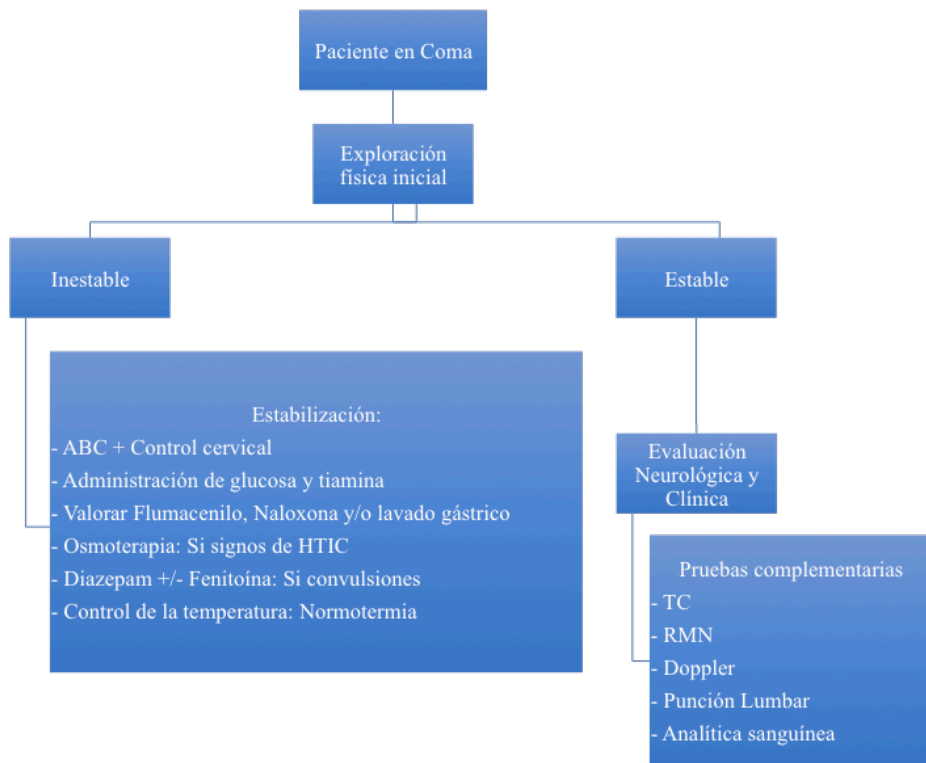 Paciente en Coma
Exploración
física inicial
Inestable
Estable
Estabilización:
- ABC + Control cervical
- Administración de glucosa y tiamina
- Valorar Flumacenilo, Naloxona y/o lavado gástrico
- Osmoterapia: Si signos de HTIC
- Diazepam +/- Fenitoína: Si convulsiones
- Control de la temperatura: Normotermia
Evaluación
Neurológica y
Clínica
Pruebas complementarias
- TC
- RMN
- Doppler
- Punción Lumbar
- Analítica sanguínea